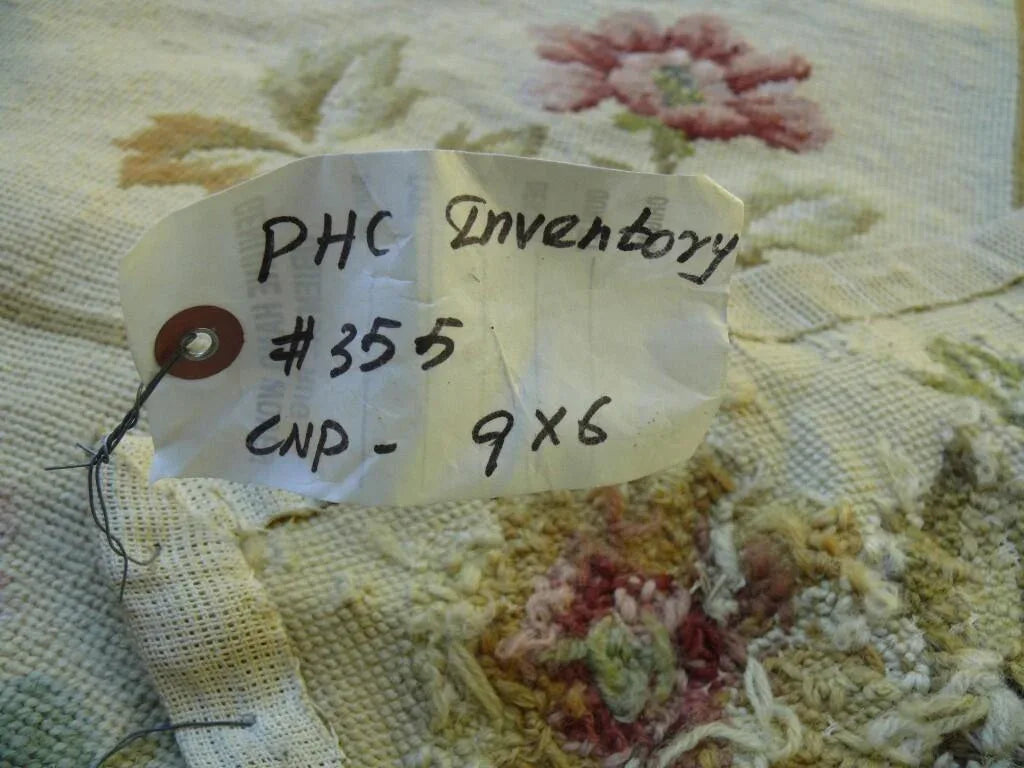 PHC Inventory
#355
CNP - 9x6